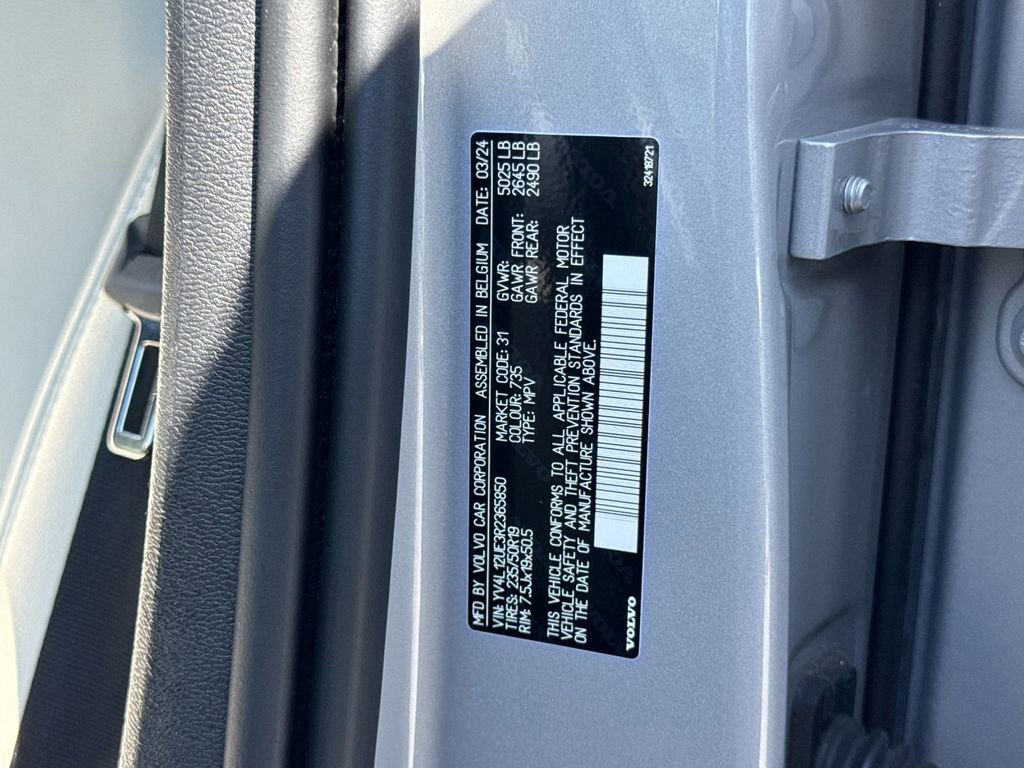 MFD BY VOLVO CAR CORPORATION ASSEMBLED IN BELGIUM DATE: 03/24
VIN: YV4L12UE3R2365850 MARKET CODE: 31 GVWR: 5025 LB
TIRES: 235/50R19 COLOUR: 735 GAWR FRONT: 2645 LB
RIM: 7.5Jx19x50.5 TYPE: MPV GAWR REAR: 2490 LB
THIS VEHICLE CONFORMS TO ALL APPLICABLE FEDERAL MOTOR
VEHICLE SAFETY AND THEFT PREVENTION STANDARDS IN EFFECT
ON THE DATE OF MANUFACTURE SHOWN ABOVE.
VOLVO
32418721